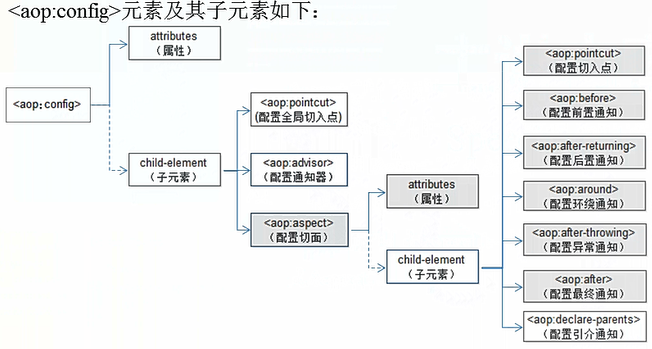 <aop:config>元素及其子元素如下：
attributes
（属性）
<aop:config>
child-element
（子元素）
<aop:pointcut>
(配置全局切入点)
<aop:advisor>
（配置通知器）
<aop:aspect>
（配置切面）
attributes
（属性）
child-element
（子元素）
<aop:pointcut>
（配置切入点）
<aop:before>
（配置前置通知）
<aop:after-returning>
（配置后置通知）
<aop:around>
（配置环绕通知）
<aop:after-throwing>
（配置异常通知）
<aop:after>
（配置最终通知）
<aop:declare-parents>
（配置引介通知）